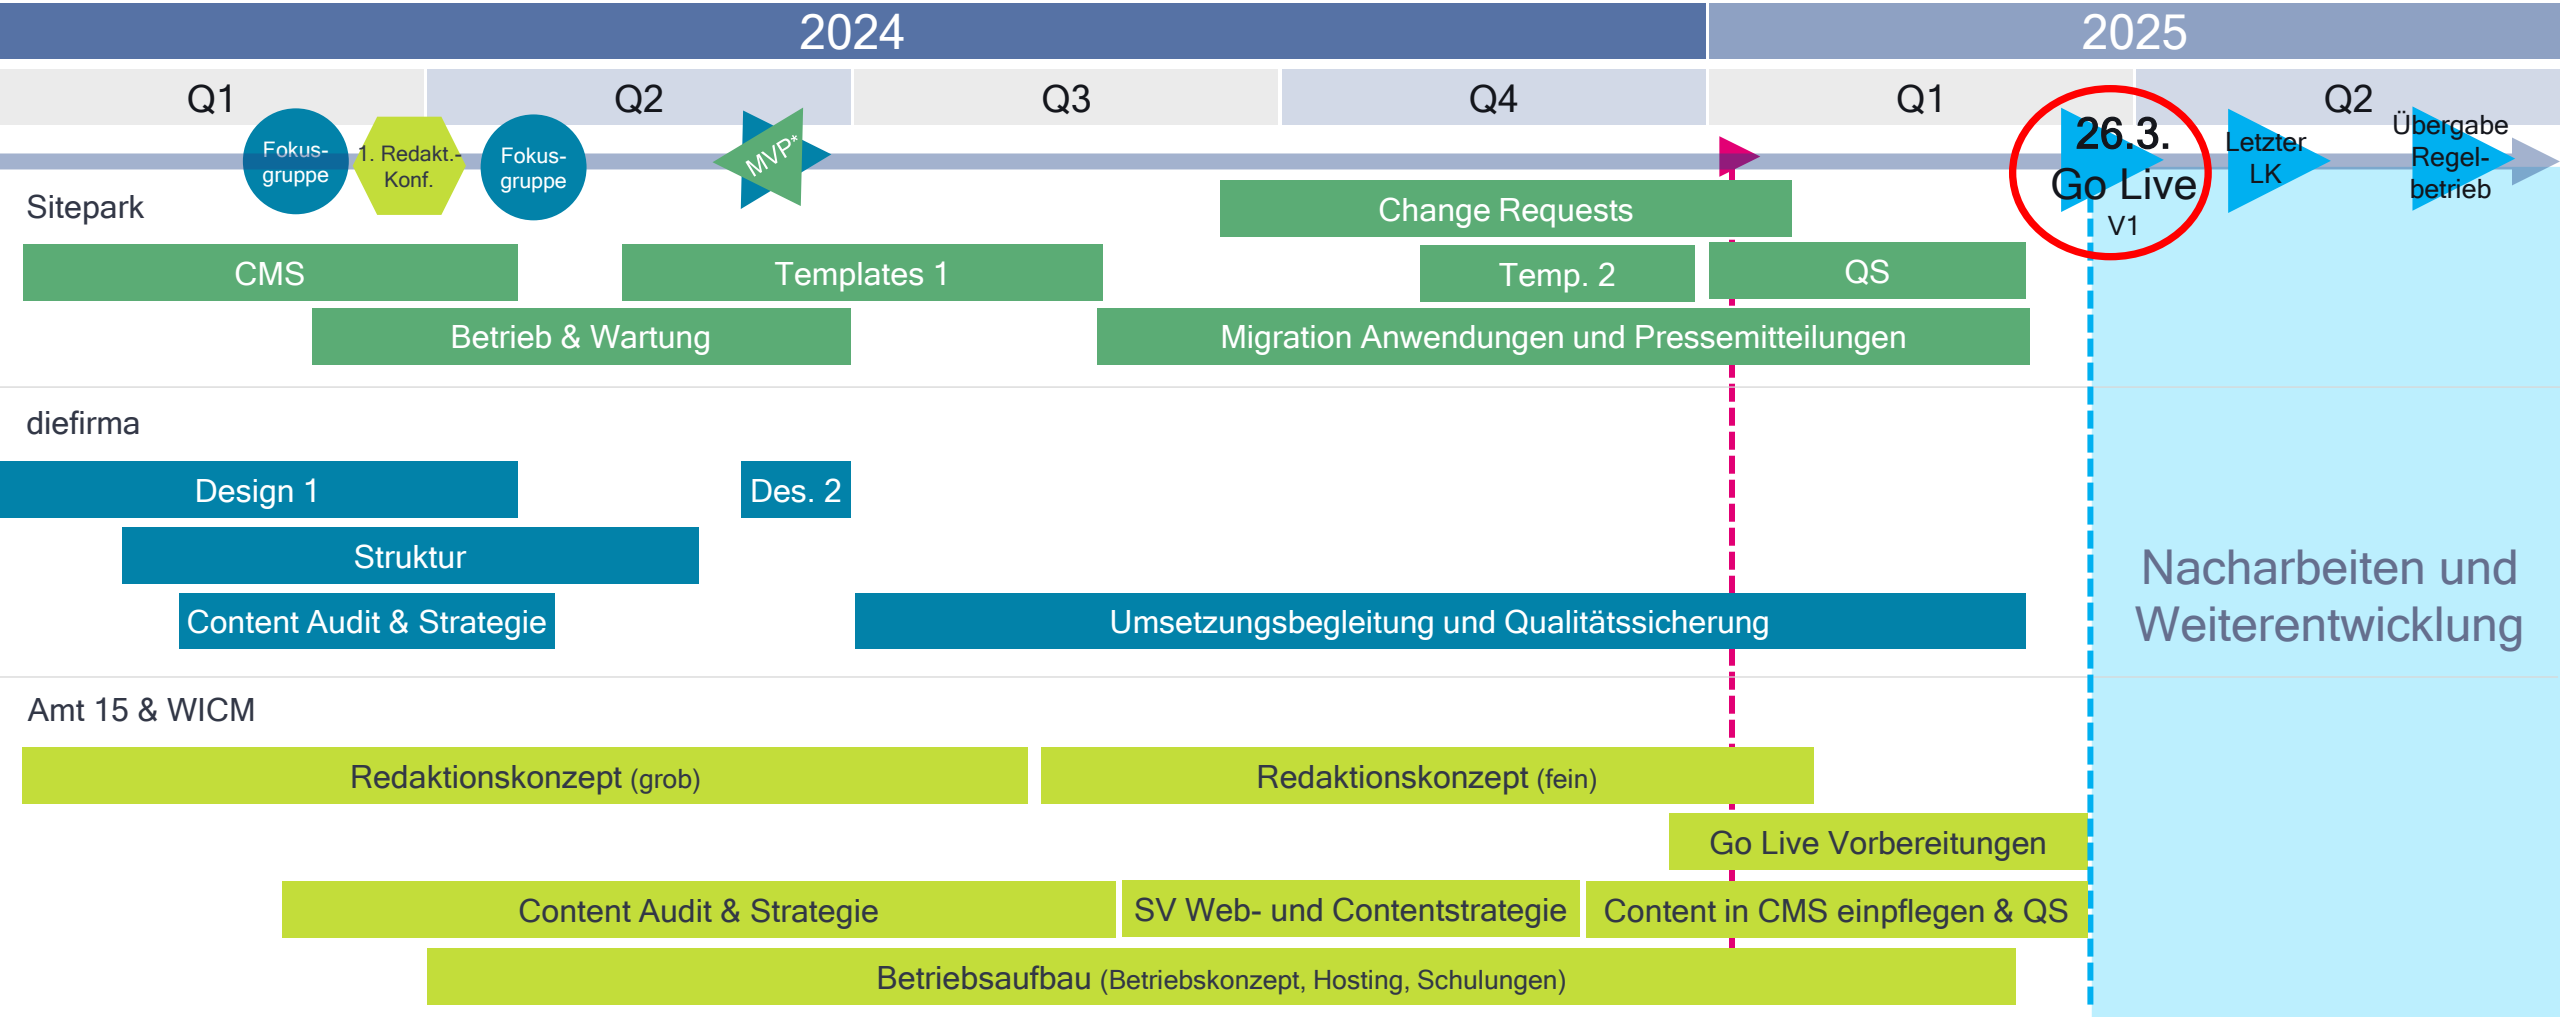 2024
2025
Q1
Q2
Q3
Q4
Q1
Q2
Fokus-
gruppe
1. Redakt.-
Konf.
Fokus-
gruppe
MVP*
26.3.
Go Live
V1
Letzter
LK
Übergabe
Regel-
betrieb
Sitepark
Change Requests
CMS
Templates 1
Temp. 2
QS
Betrieb & Wartung
Migration Anwendungen und Pressemitteilungen
diefirma
Design 1
Des. 2
Struktur
Content Audit & Strategie
Umsetzungsbegleitung und Qualitätssicherung
Nacharbeiten und
Weiterentwicklung
Amt 15 & WICM
Redaktionskonzept (grob)
Redaktionskonzept (fein)
Go Live Vorbereitungen
Content Audit & Strategie
SV Web- und Contentstrategie
Content in CMS einpflegen & QS
Betriebsaufbau (Betriebskonzept, Hosting, Schulungen)